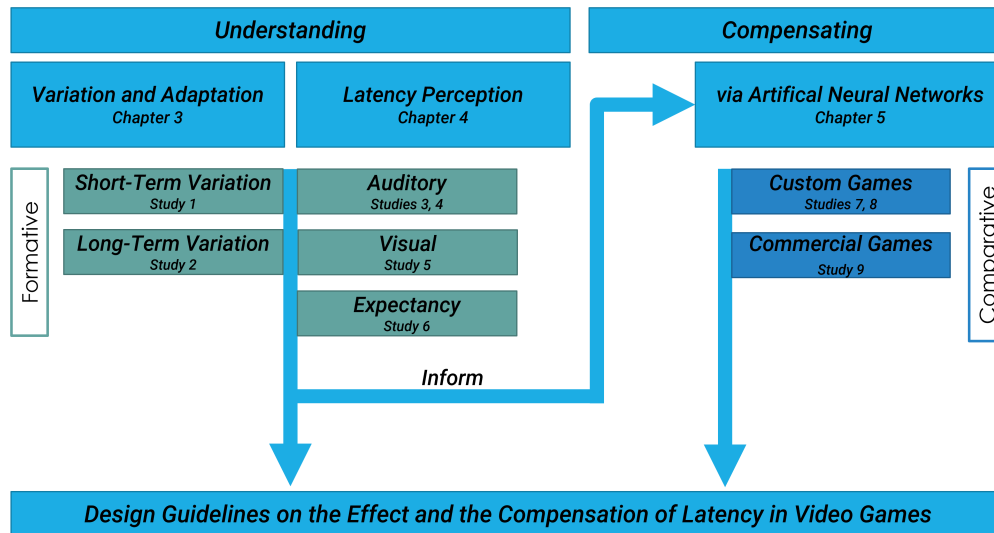 Understanding
Compensating
Variation and Adaptation
Chapter 3
Latency Perception
Chapter 4
via Artifical Neural Networks
Chapter 5
Formative
Short-Term Variation
Study 1
Long-Term Variation
Study 2
Auditory
Studies 3, 4
Visual
Study 5
Expectancy
Study 6
Custom Games
Studies 7, 8
Commercial Games
Study 9
Comparative
Inform
Design Guidelines on the Effect and the Compensation of Latency in Video Games